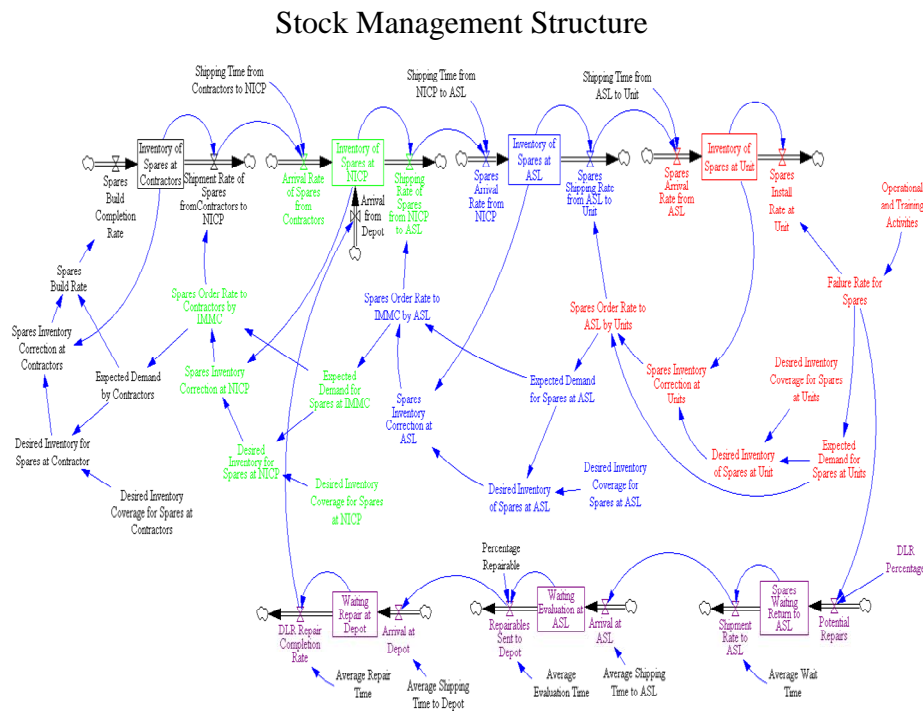 Stock Management Structure
Shipping Time from
Contractors to NICP
Shipping Time from
NICP to ASL
Shipping Time from
ASL to Unit
Inventory of
Spares at
Contractors
Inventory of
Spares at
NICP
Inventory
of Spares
at ASL
Inventory of
Spares at Unit
Spares
Build
Completion
Rate
Shipment Rate of
Spares
fromContractors to
NICP
Arrival Rate
of Spares
from
Contractors
Arrival
from
Depot
Shipping
Rate of
Spares
from NICP
to ASL
Spares
Arrival
Rate from
NICP
Spares
Shipping Rate
from ASL to
Unit
Spares
Arrival
Rate from
ASL
Spares
Install
Rate at
Unit
Operational
and Training
Activities
Spares
Build Rate
Spares Order Rate to
Contractors by
IMMC
Spares Order Rate to
IMMC by ASL
Spares Order Rate to
ASL by Units
Failure Rate for
Spares
Spares Inventory
Correction at
Contractors
Expected Demand
by Contractors
Spares Inventory
Correction at NICP
Expected
Demand for
Spares at IMMC
Spares
Inventory
Correction at
ASL
Expected Demand
for Spares at ASL
Spares Inventory
Correction at
Units
Desired Inventory
Coverage for Spares
at Units
Desired Inventory for
Spares at Contractor
Desired
Inventory for
Spares at NICP
Desired Inventory
of Spares at Unit
Expected
Demand for
Spares at Units
Desired Inventory
Coverage for Spares at
Contractors
Desired Inventory
Coverage for Spares
at NICP
Desired Inventory
of Spares at ASL
Desired Inventory
Coverage for
Spares at ASL
Percentage
Repairable
DLR
Percentage
Waiting
Repair at
Depot
Waiting
Evaluation at
ASL
Spares
Waiting
Return to ASL
DLR Repair
Completion
Rate
Arrival at
Depot
Repairables
Sent to
Depot
Arrival at
ASL
Shipment
Rate to
ASL
Potential
Repairs
Average Repair
Time
Average Shipping
Time to Depot
Average
Evaluation Time
Average Shipping
Time to ASL
Average Wait
Time